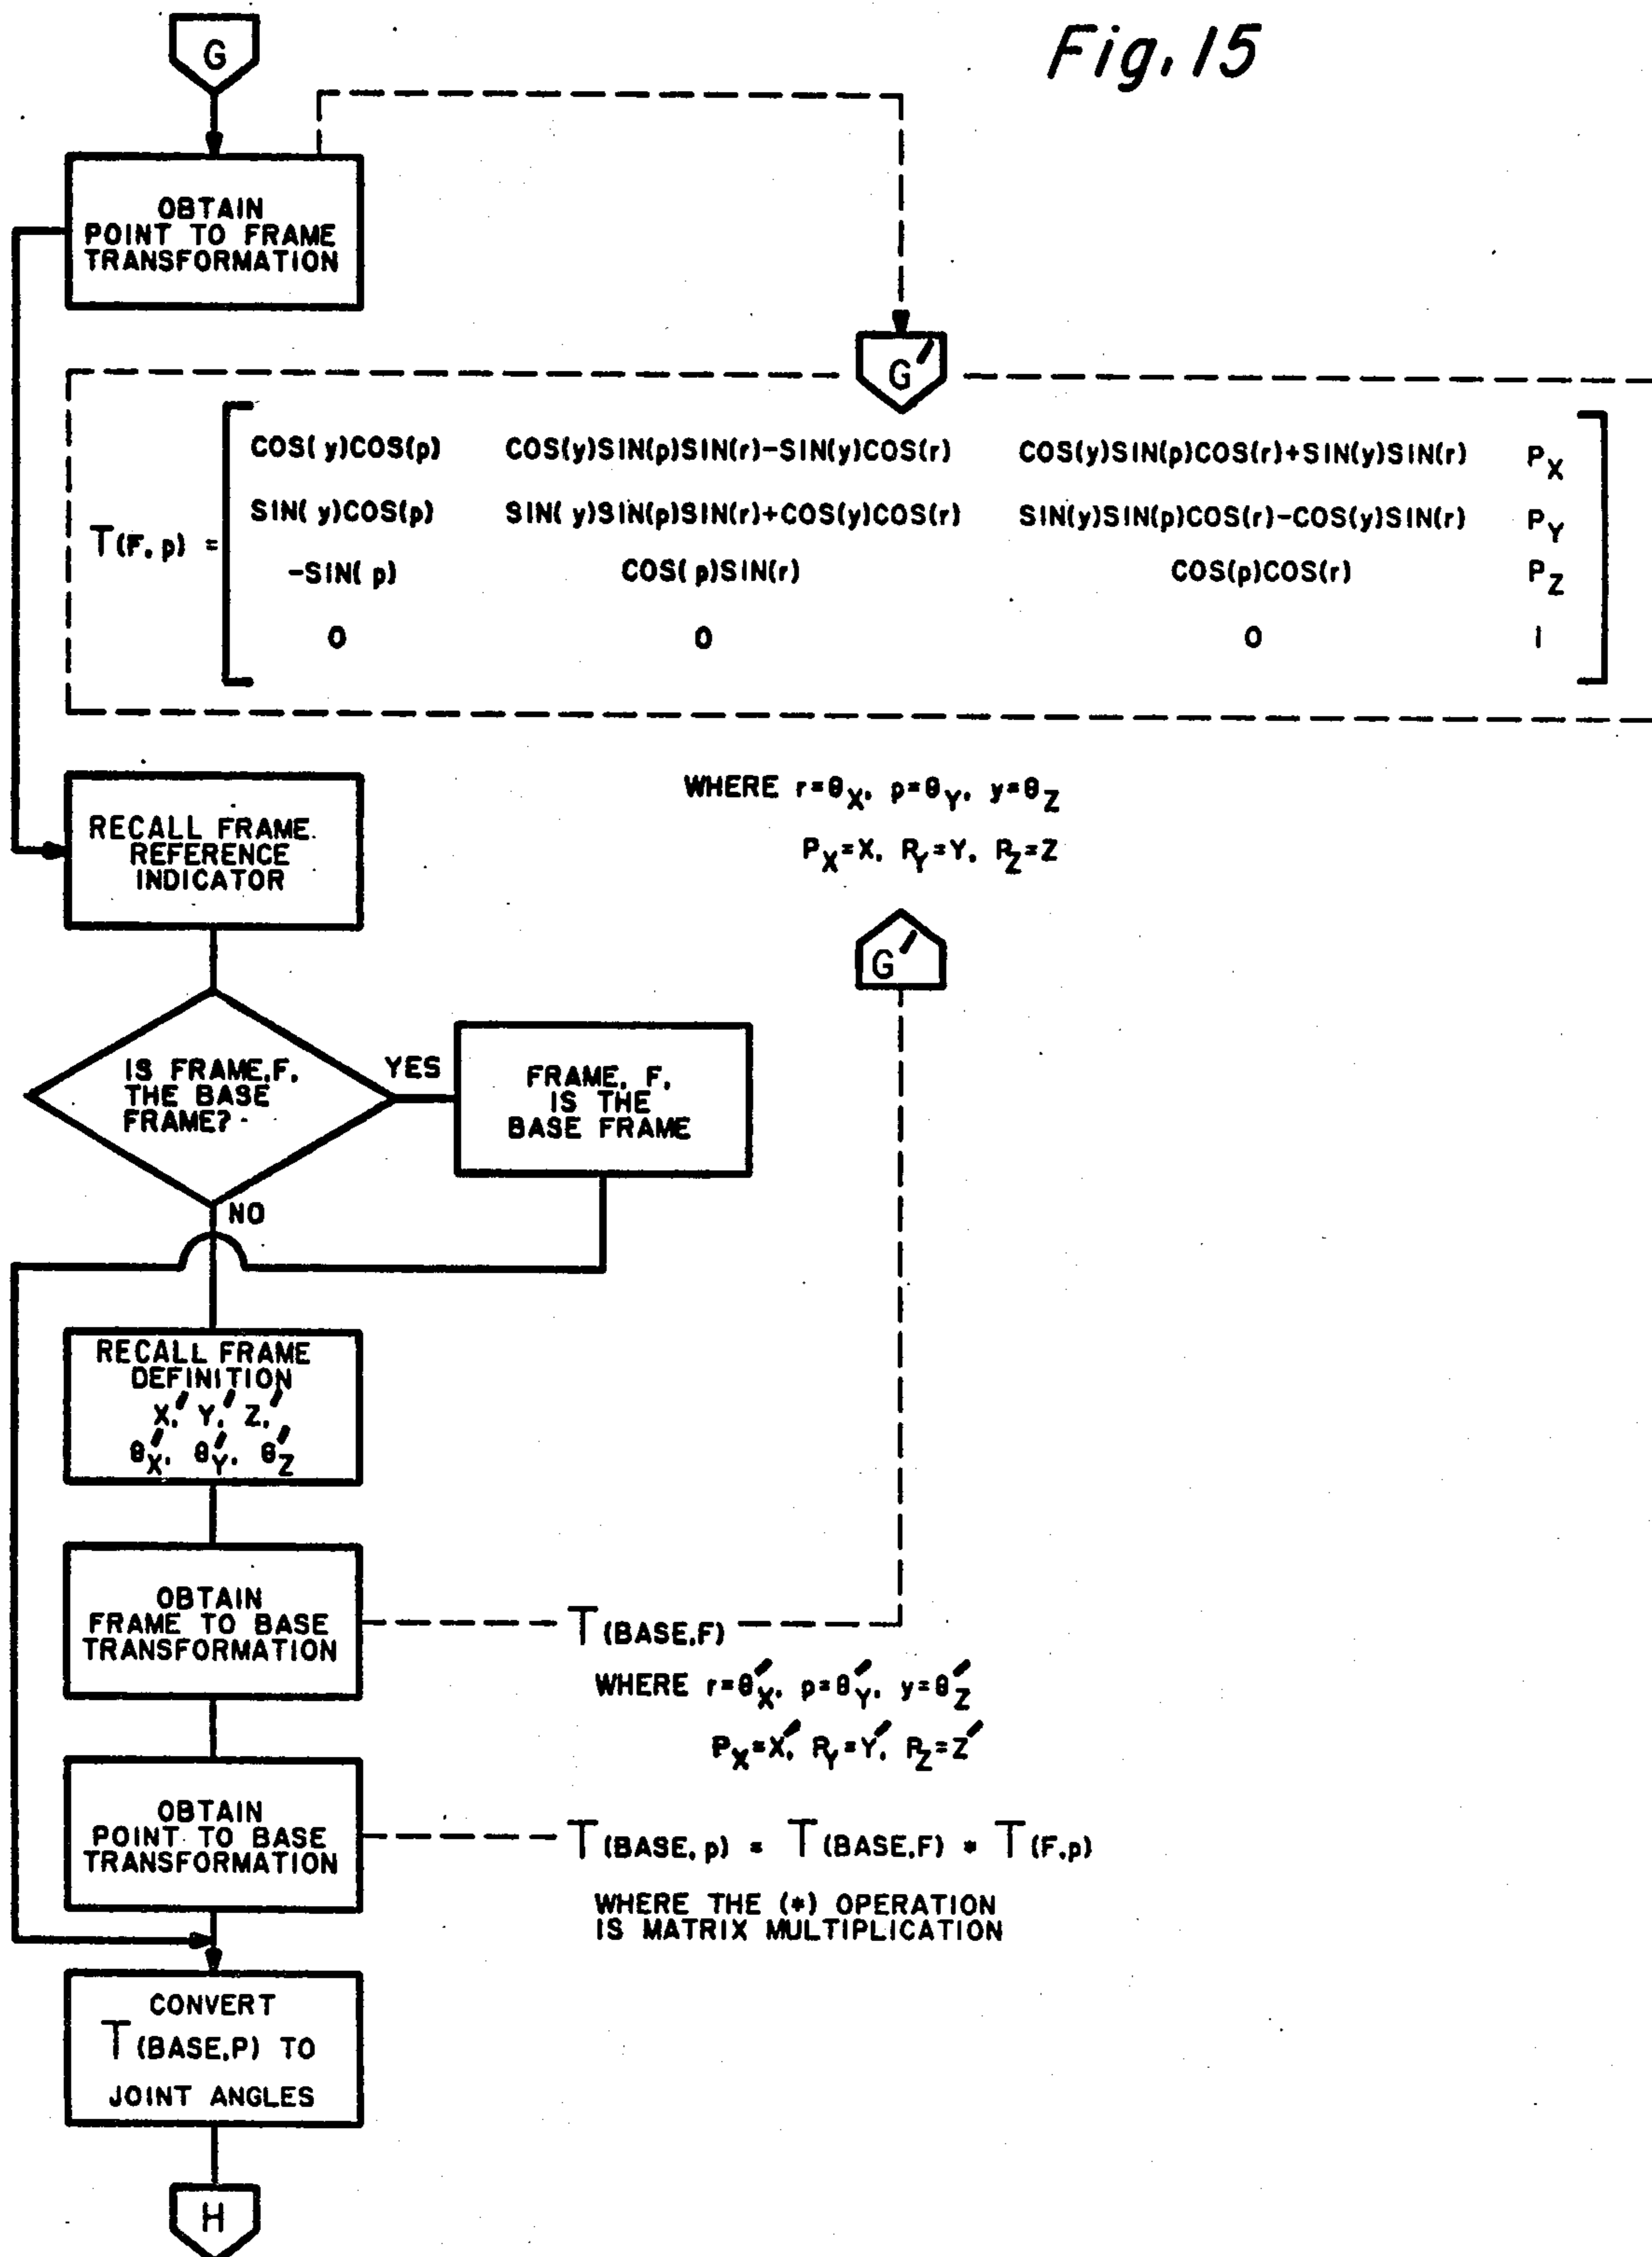 Fig. 15
G
OBTAIN
POINT TO FRAME
TRANSFORMATION
G′
T(F, p) =
COS( y)COS(p) COS(y)SIN(p)SIN(r)-SIN(y)COS(r) COS(y)SIN(p)COS(r)+SIN(y)SIN(r) PX
SIN( y)COS(p) SIN( y)SIN(p)SIN(r)+COS(y)COS(r) SIN(y)SIN(p)COS(r)-COS(y)SIN(r) PY
-SIN( p) COS( p)SIN(r) COS(p)COS(r) PZ
0 0 0 1
WHERE r=θX, p=θY, y=θZ
PX=X, PY=Y, PZ=Z
RECALL FRAME
REFERENCE
INDICATOR
G′
IS FRAME, F,
THE BASE
FRAME?
YES
FRAME, F,
IS THE
BASE FRAME
NO
RECALL FRAME
DEFINITION
X,′ Y,′ Z,′
θ′X, θ′Y, θ′Z
OBTAIN
FRAME TO BASE
TRANSFORMATION
T(BASE,F)
WHERE r=θ′X, p=θ′Y, y=θ′Z
PX=X′, PY=Y′, PZ=Z′
OBTAIN
POINT TO BASE
TRANSFORMATION
T(BASE, p) = T(BASE,F) * T(F,p)
WHERE THE (*) OPERATION
IS MATRIX MULTIPLICATION
CONVERT
T(BASE,P) TO
JOINT ANGLES
H